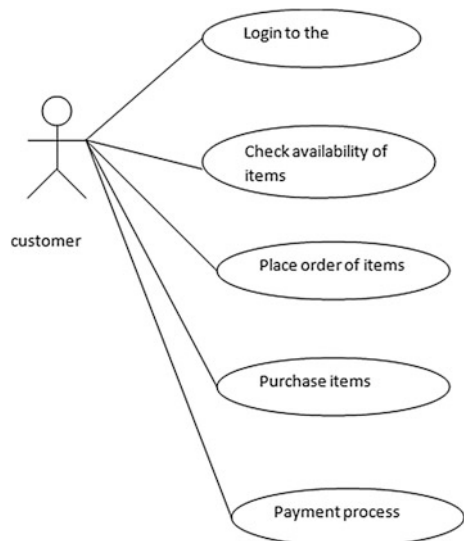 Login to the
Check availability of
items
customer
Place order of items
Purchase items
Payment process